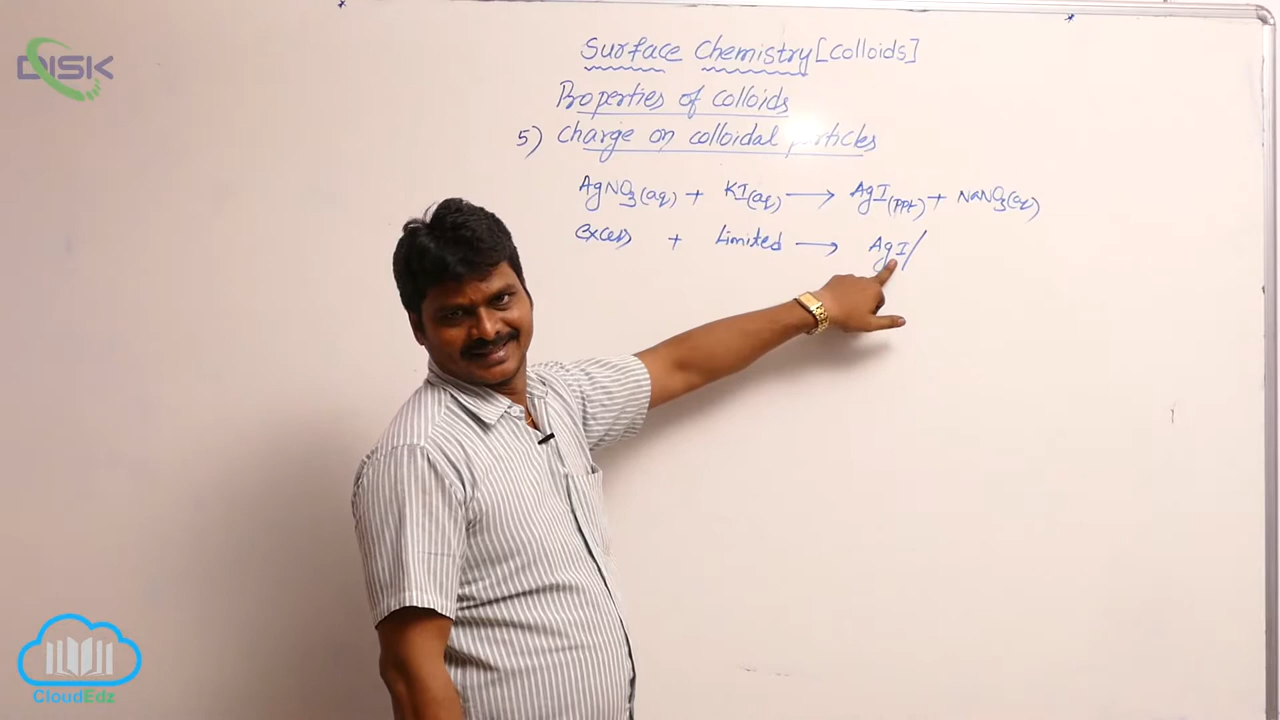 DISK
Surface Chemistry [colloids]
Properties of colloids
5) Charge on colloidal particles
AgNO3(aq) + KI(aq) → AgI(PPt) + NaNO3(aq)
excess + Limited → AgI/
CloudEdz